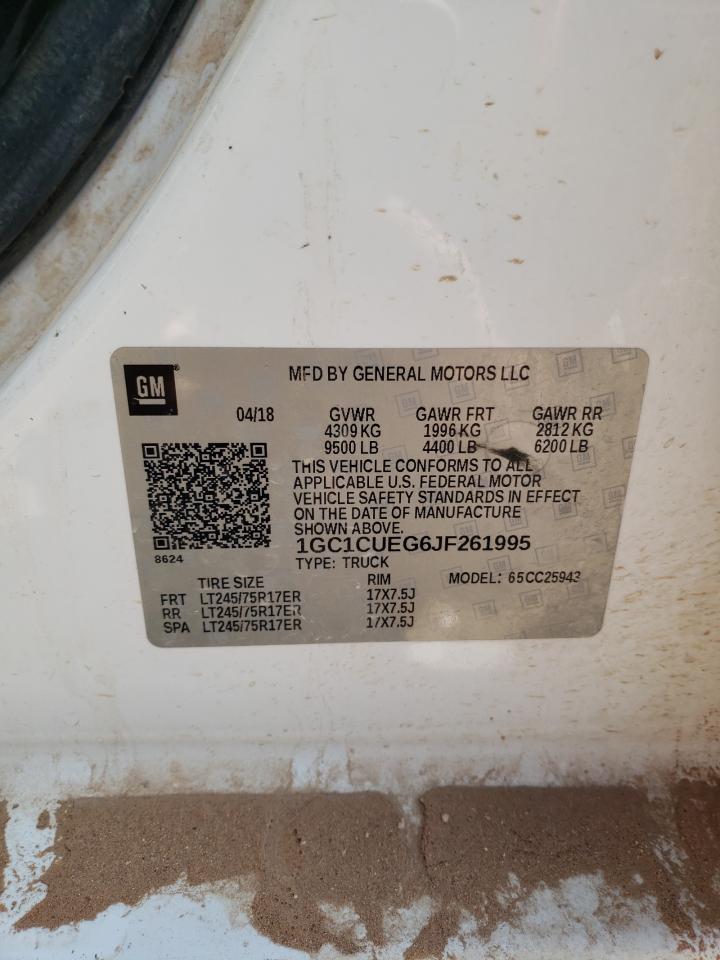 GM ®
MFD BY GENERAL MOTORS LLC
04/18 GVWR GAWR FRT GAWR RR
4309 KG 1996 KG 2812 KG
9500 LB 4400 LB 6200 LB
THIS VEHICLE CONFORMS TO ALL
APPLICABLE U.S. FEDERAL MOTOR
VEHICLE SAFETY STANDARDS IN EFFECT
ON THE DATE OF MANUFACTURE
SHOWN ABOVE.
8624
1GC1CUEG6JF261995
TYPE: TRUCK MODEL: 65CC25943
TIRE SIZE RIM
FRT LT245/75R17ER 17X7.5J
RR LT245/75R17ER 17X7.5J
SPA LT245/75R17ER 17X7.5J